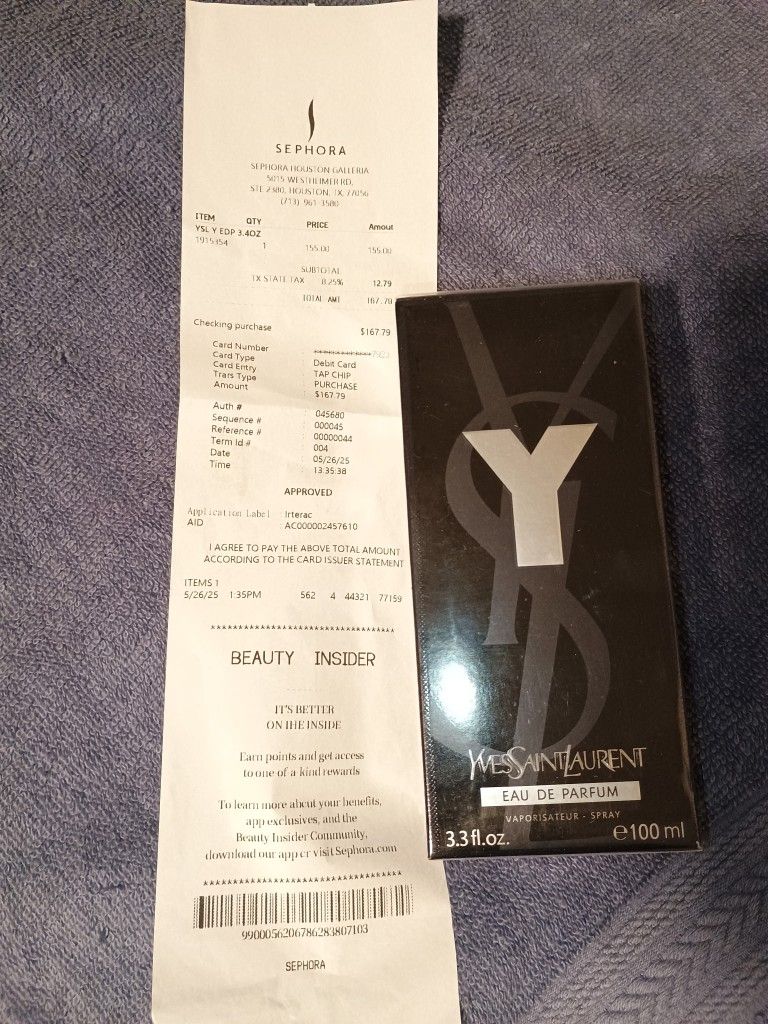 SEPHORA
SEPHORA HOUSTON GALLERIA
5015 WESTHEIMER RD,
STE 2380, HOUSTON, TX, 77056
(713) 961-3580
ITEM QTY PRICE Amout
YSL Y EDP 3.4OZ
1915354 1 155.00 155.00
SUBTOTAL
TX STATE TAX 8.25% 12.79
TOTAL AMT 167.79
Checking purchase $167.79
Card Number
Card Type : Debit Card
Card Entry : TAP CHIP
Trars Type : PURCHASE
Amount : $167.79
Auth # : 045680
Sequence # : 000045
Reference # : 00000044
Term Id # : 004
Date : 05/26/25
Time : 13:35:38
APPROVED
Application Label : Irterac
AID : AC000002457610
I AGREE TO PAY THE ABOVE TOTAL AMOUNT
ACCORDING TO THE CARD ISSUER STATEMENT
ITEMS 1
5/26/25 1:35PM 562 4 44321 77159
BEAUTY INSIDER
IT'S BETTER
ON THE INSIDE
Earn points and get access
to one of a kind rewards
To learn more about your benefits,
app exclusives, and the
Beauty Insider Community,
download our app or visit Sephora.com
9900056206786283807103
SEPHORA
Y
YSL
YVESSAINTLAURENT
EAU DE PARFUM
VAPORISATEUR - SPRAY
3.3 fl.oz. e 100 ml